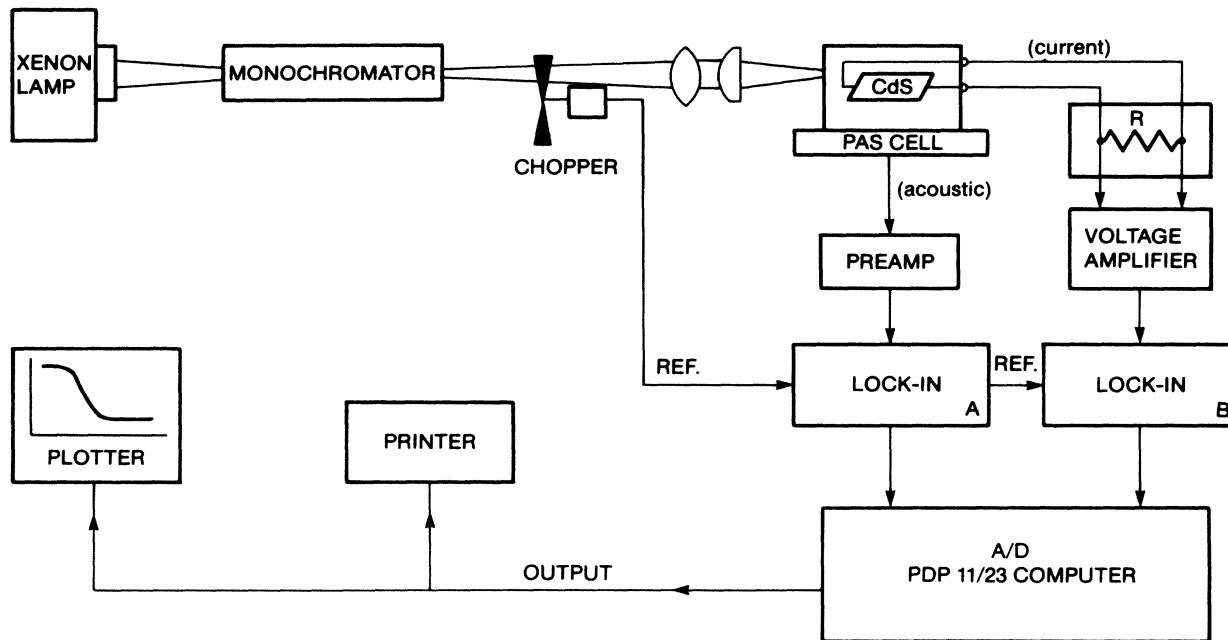 XENON
LAMP
MONOCHROMATOR
CHOPPER
CdS
(current)
R
PAS CELL
(acoustic)
PREAMP
VOLTAGE
AMPLIFIER
REF.
LOCK-IN
A
REF.
LOCK-IN
B
PLOTTER
PRINTER
OUTPUT
A/D
PDP 11/23 COMPUTER